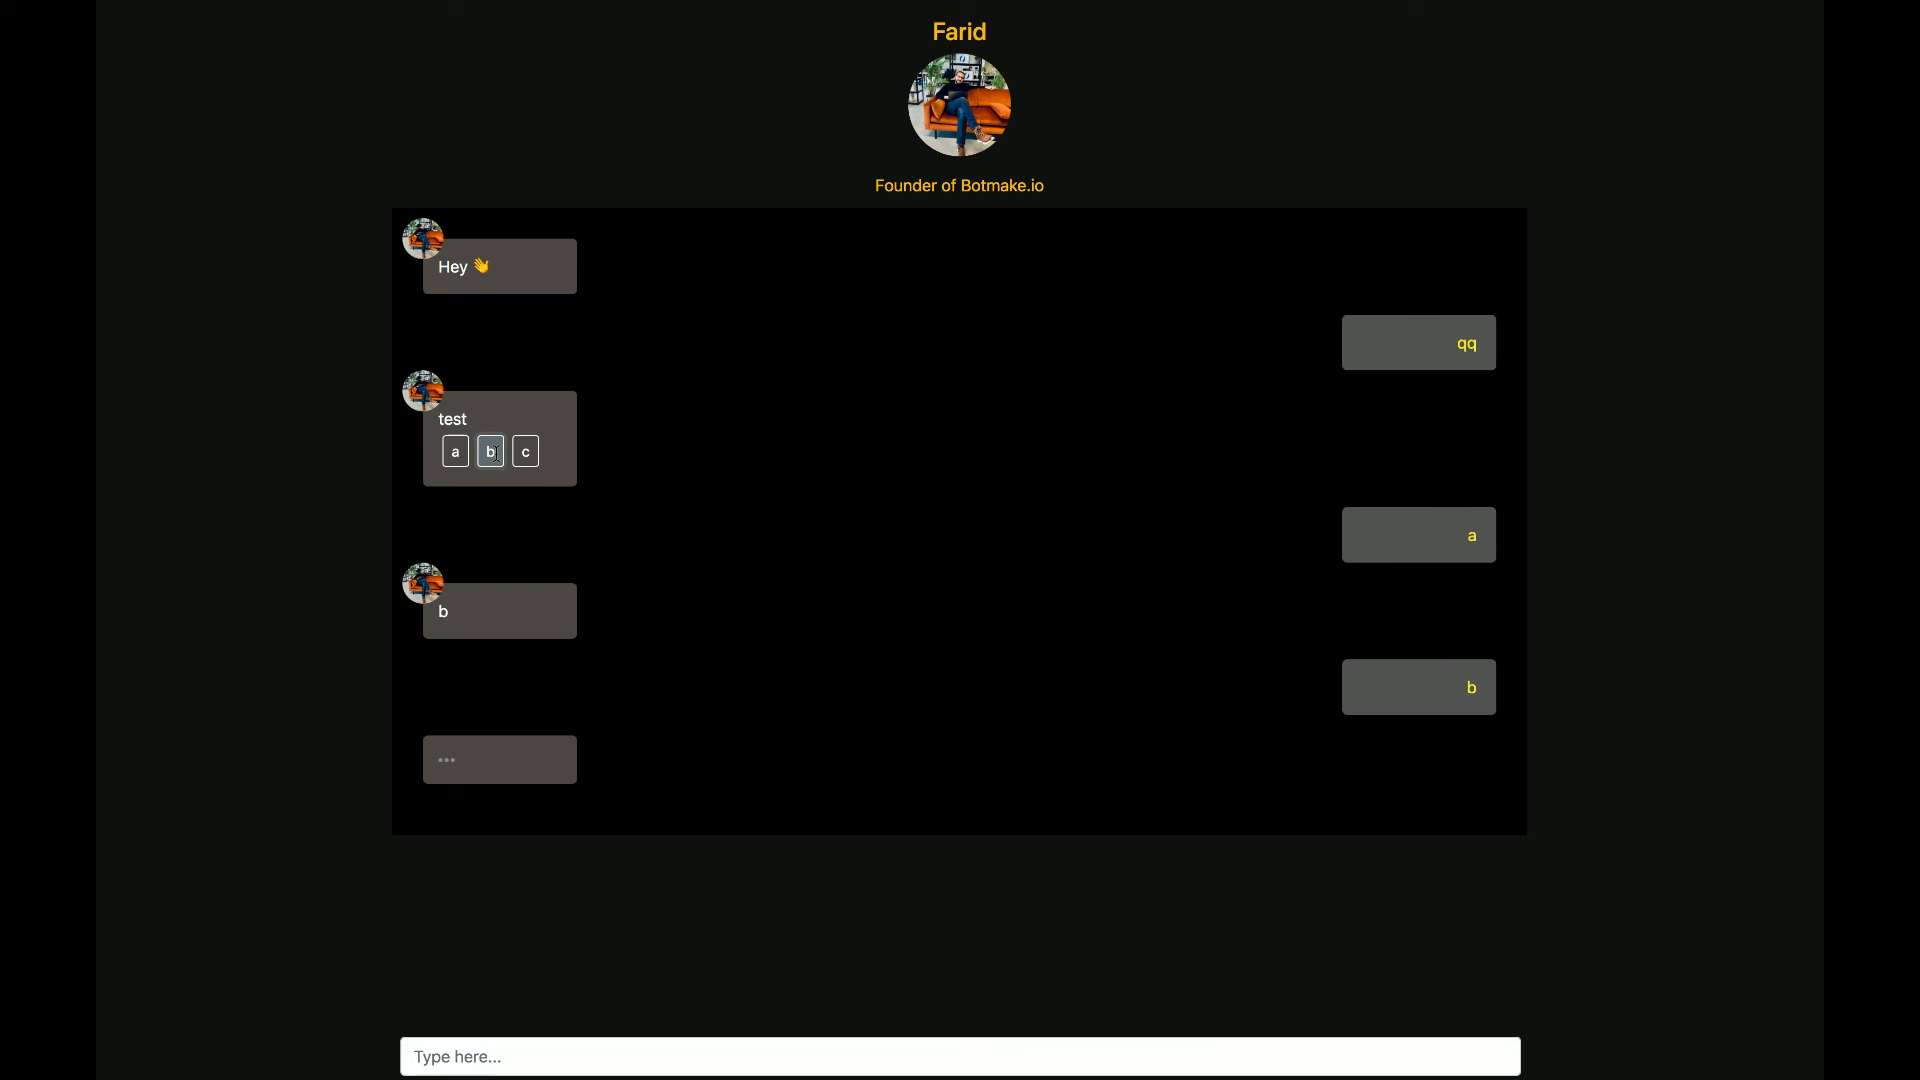 Farid
Founder of Botmake.io
Hey 👋
qq
test
a b c
a
b
b
•••
Type here...